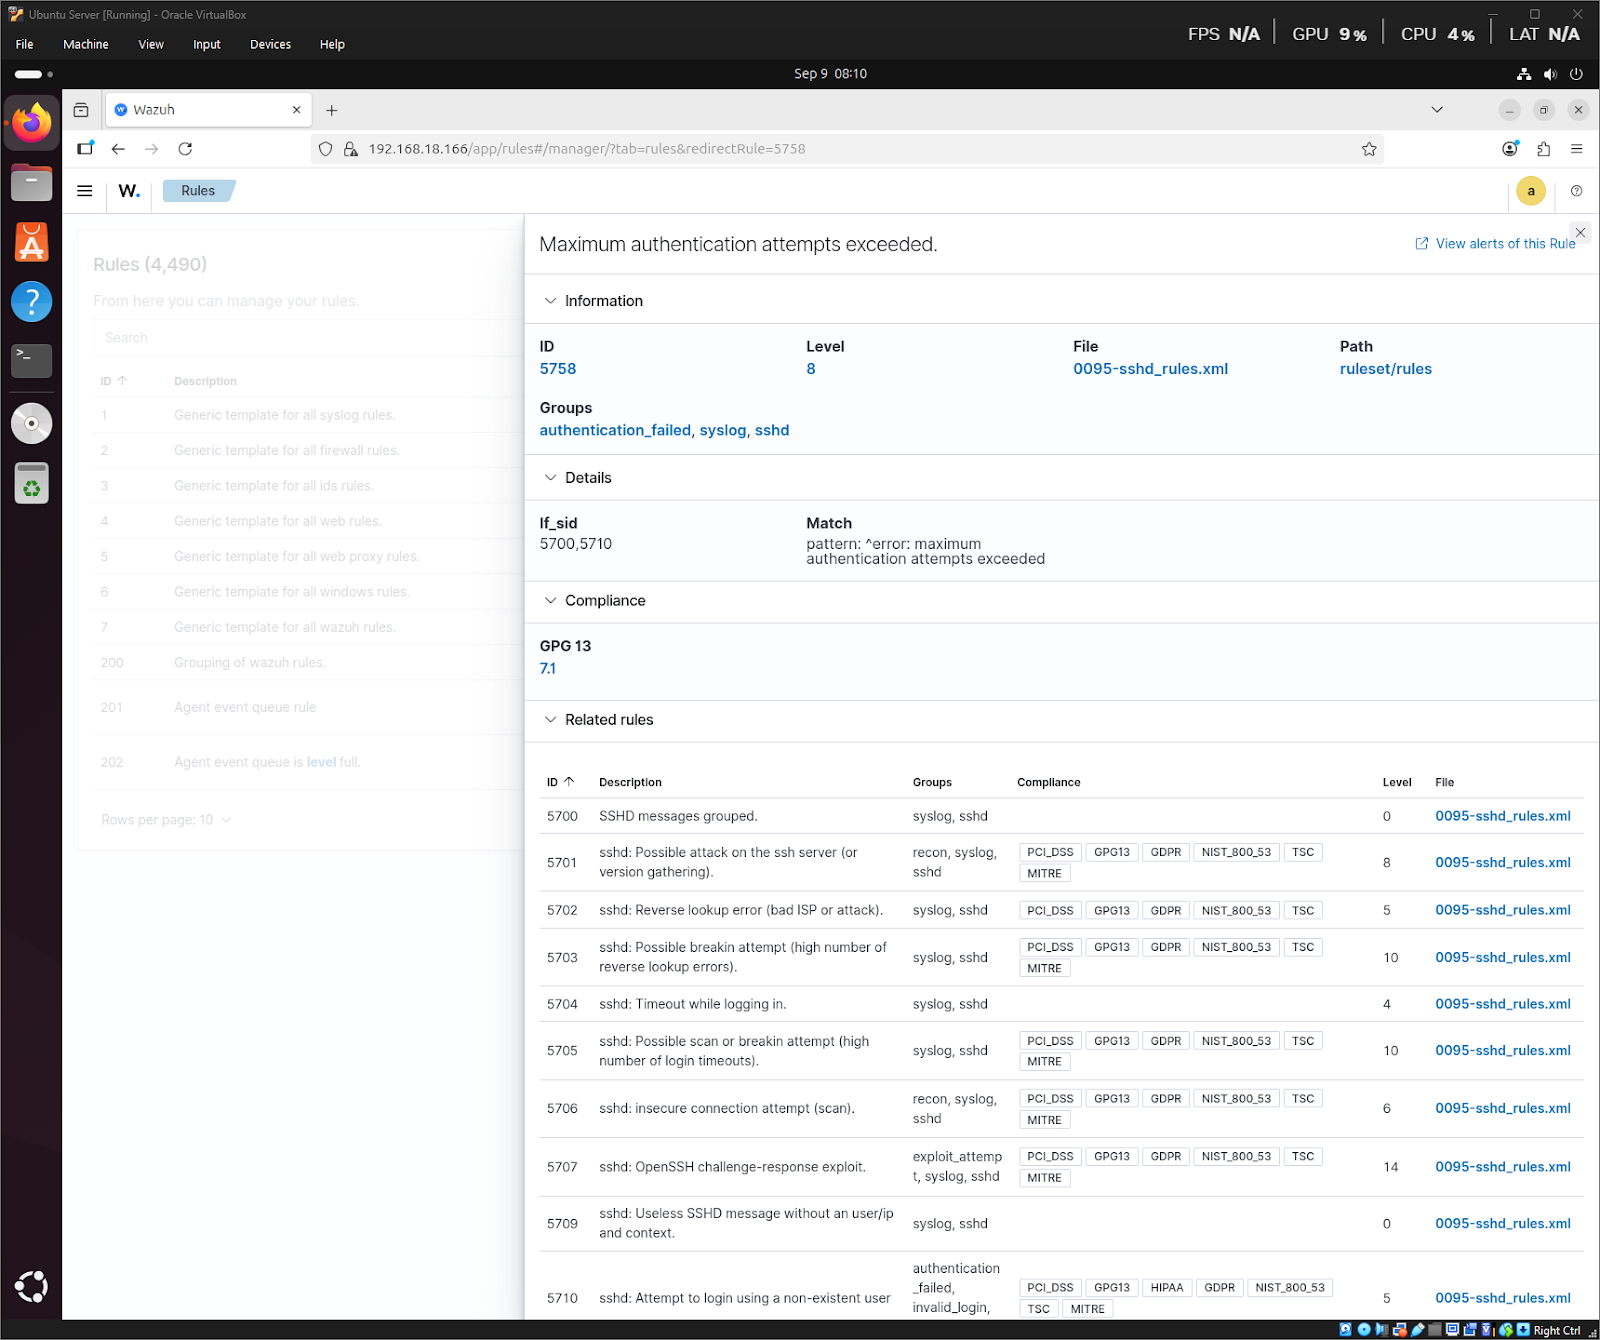 Ubuntu Server [Running] - Oracle VirtualBox
File Machine View Input Devices Help
FPS N/A GPU 9% CPU 4% LAT N/A
Sep 9 08:10
Wazuh
192.168.18.166/app/rules#/manager/?tab=rules&redirectRule=5758
W. Rules
a
Rules (4,490)
From here you can manage your rules.
Search
ID Description
1 Generic template for all syslog rules.
2 Generic template for all firewall rules.
3 Generic template for all ids rules.
4 Generic template for all web rules.
5 Generic template for all web proxy rules.
6 Generic template for all windows rules.
7 Generic template for all wazuh rules.
200 Grouping of wazuh rules.
201 Agent event queue rule
202 Agent event queue is level full.
Rows per page: 10
Maximum authentication attempts exceeded.
View alerts of this Rule
Information
ID Level File Path
5758 8 0095-sshd_rules.xml ruleset/rules
Groups
authentication_failed, syslog, sshd
Details
If_sid Match
5700,5710 pattern: ^error: maximum
authentication attempts exceeded
Compliance
GPG 13
7.1
Related rules
ID Description Groups Compliance Level File
5700 SSHD messages grouped. syslog, sshd 0 0095-sshd_rules.xml
sshd: Possible attack on the ssh server (or recon, syslog, PCI_DSS GPG13 GDPR NIST_800_53 TSC
5701 8 0095-sshd_rules.xml
version gathering). sshd MITRE
5702 sshd: Reverse lookup error (bad ISP or attack). syslog, sshd PCI_DSS GPG13 GDPR NIST_800_53 TSC 5 0095-sshd_rules.xml
sshd: Possible breakin attempt (high number of PCI_DSS GPG13 GDPR NIST_800_53 TSC
5703 syslog, sshd 10 0095-sshd_rules.xml
reverse lookup errors). MITRE
5704 sshd: Timeout while logging in. syslog, sshd 4 0095-sshd_rules.xml
sshd: Possible scan or breakin attempt (high PCI_DSS GPG13 GDPR NIST_800_53 TSC
5705 syslog, sshd 10 0095-sshd_rules.xml
number of login timeouts). MITRE
recon, syslog, PCI_DSS GPG13 GDPR NIST_800_53 TSC
5706 sshd: insecure connection attempt (scan). 6 0095-sshd_rules.xml
sshd MITRE
exploit_attemp PCI_DSS GPG13 GDPR NIST_800_53 TSC
5707 sshd: OpenSSH challenge-response exploit. 14 0095-sshd_rules.xml
t, syslog, sshd MITRE
sshd: Useless SSHD message without an user/ip
5709 syslog, sshd 0 0095-sshd_rules.xml
and context.
authentication
_failed, PCI_DSS GPG13 HIPAA GDPR NIST_800_53
5710 sshd: Attempt to login using a non-existent user 5 0095-sshd_rules.xml
invalid_login, TSC MITRE
Right Ctrl